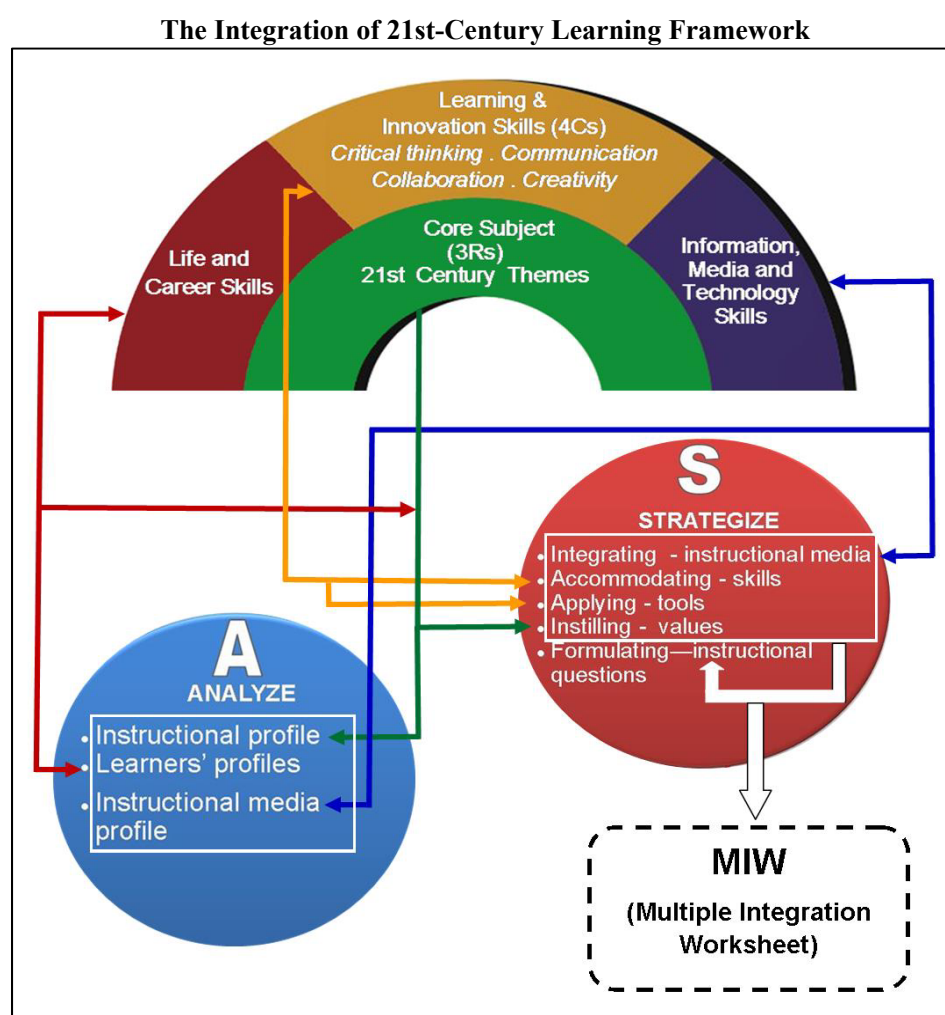 The Integration of 21st-Century Learning Framework
Learning &
Innovation Skills (4Cs)
Critical thinking . Communication
Collaboration . Creativity
Core Subject
(3Rs)
21st Century Themes
Life and
Career Skills
Information,
Media and
Technology
Skills
S
STRATEGIZE
• Integrating - instructional media
• Accommodating - skills
• Applying - tools
• Instilling - values
• Formulating—instructional
questions
A
ANALYZE
• Instructional profile
• Learners' profiles
• Instructional media
profile
MIW
(Multiple Integration
Worksheet)